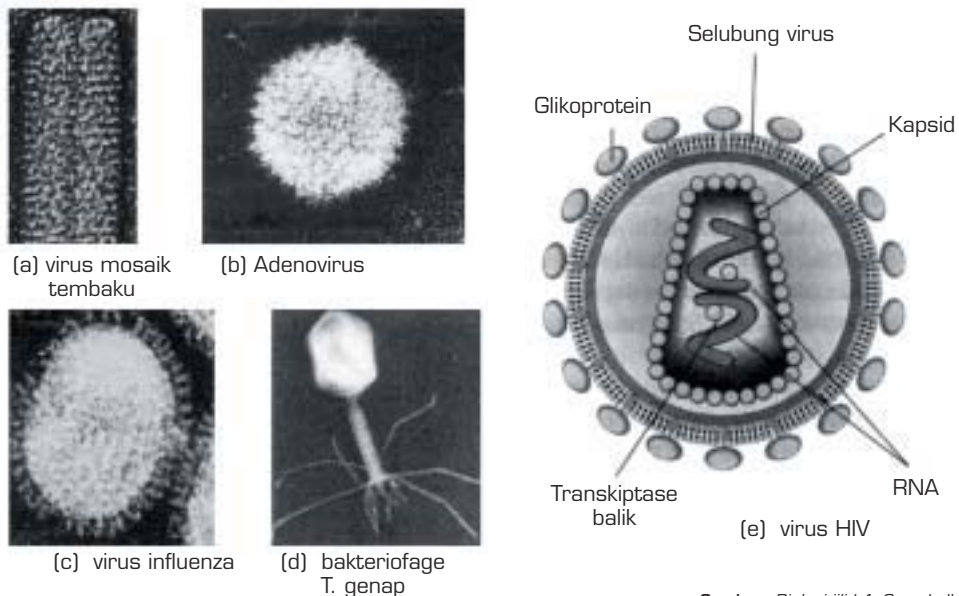 Selubung virus
Glikoprotein
Kapsid
(a) virus mosaik
tembaku
(b) Adenovirus
Transkiptase
balik
RNA
(e) virus HIV
(c) virus influenza
(d) bakteriofage
T. genap